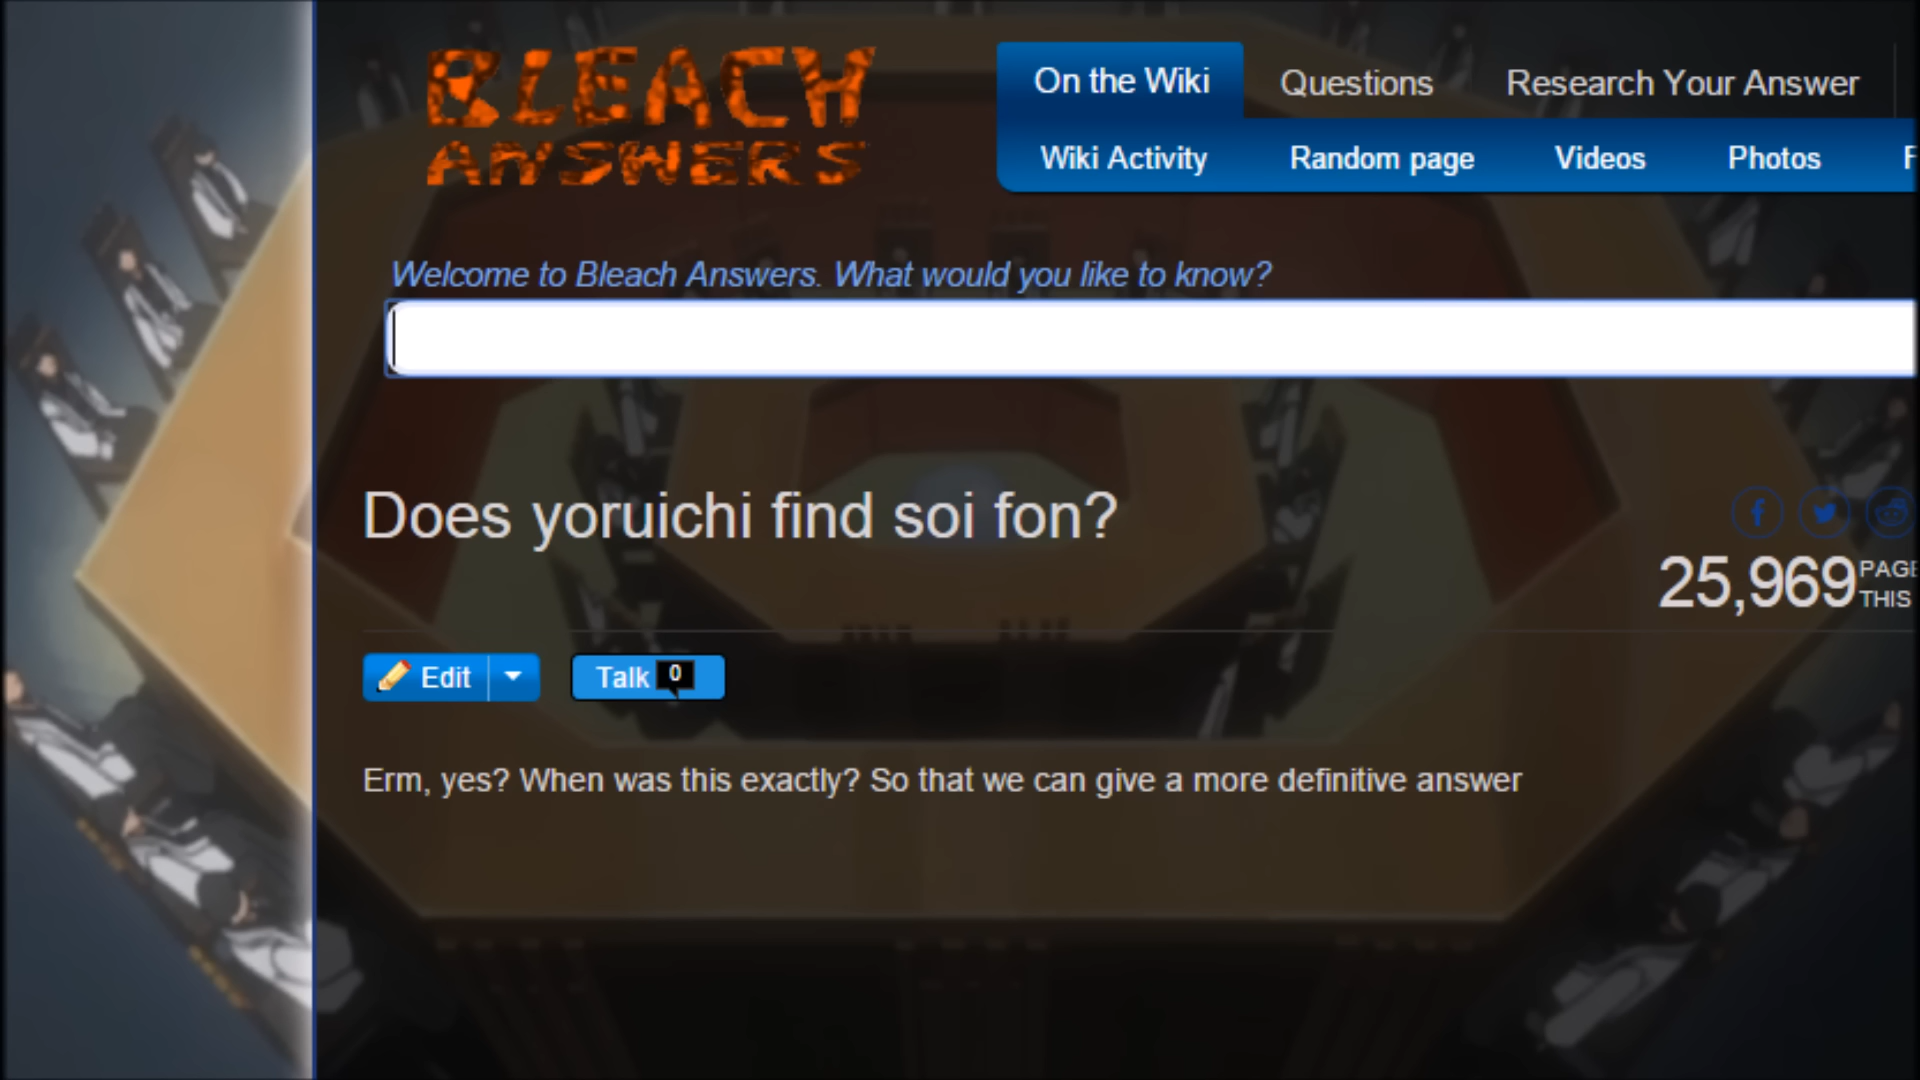 BLEACH
ANSWERS
On the Wiki
Questions
Research Your Answer
Wiki Activity
Random page
Videos
Photos
Welcome to Bleach Answers. What would you like to know?
Does yoruichi find soi fon?
25,969
THIS
Edit
Talk 0
Erm, yes? When was this exactly? So that we can give a more definitive answer